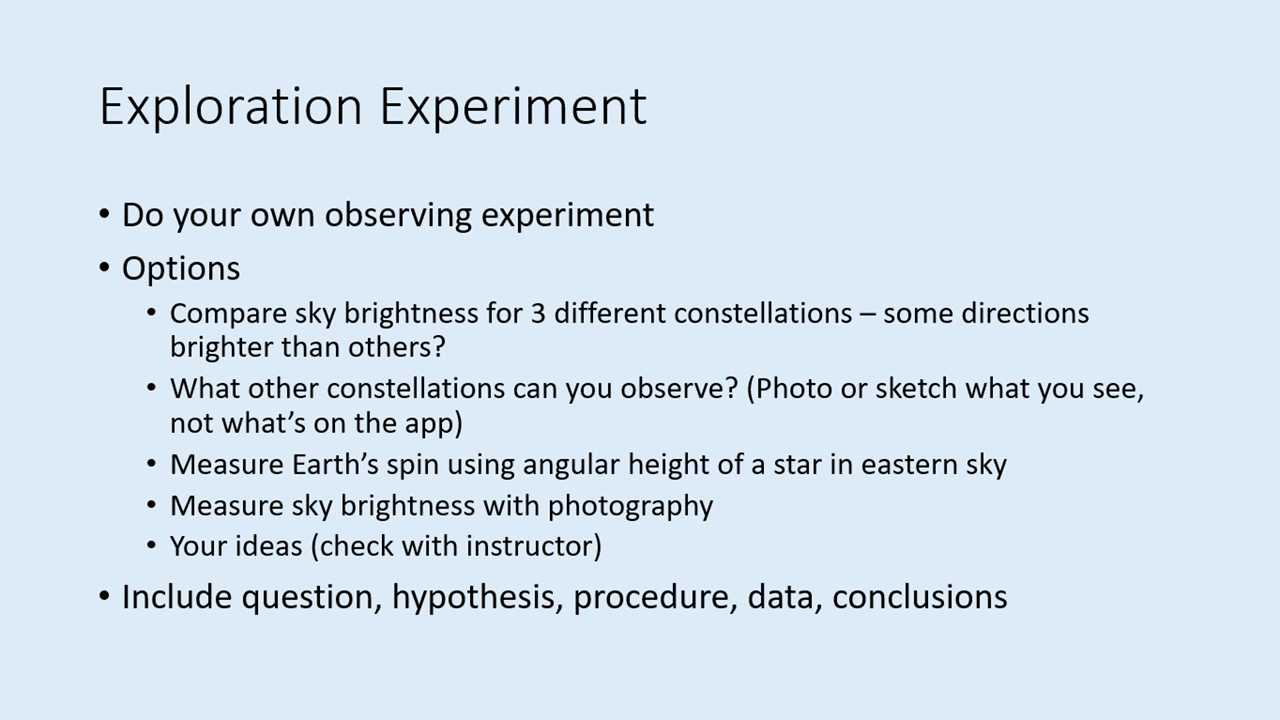 Exploration Experiment
• Do your own observing experiment
• Options
• Compare sky brightness for 3 different constellations – some directions
brighter than others?
• What other constellations can you observe? (Photo or sketch what you see,
not what’s on the app)
• Measure Earth’s spin using angular height of a star in eastern sky
• Measure sky brightness with photography
• Your ideas (check with instructor)
• Include question, hypothesis, procedure, data, conclusions